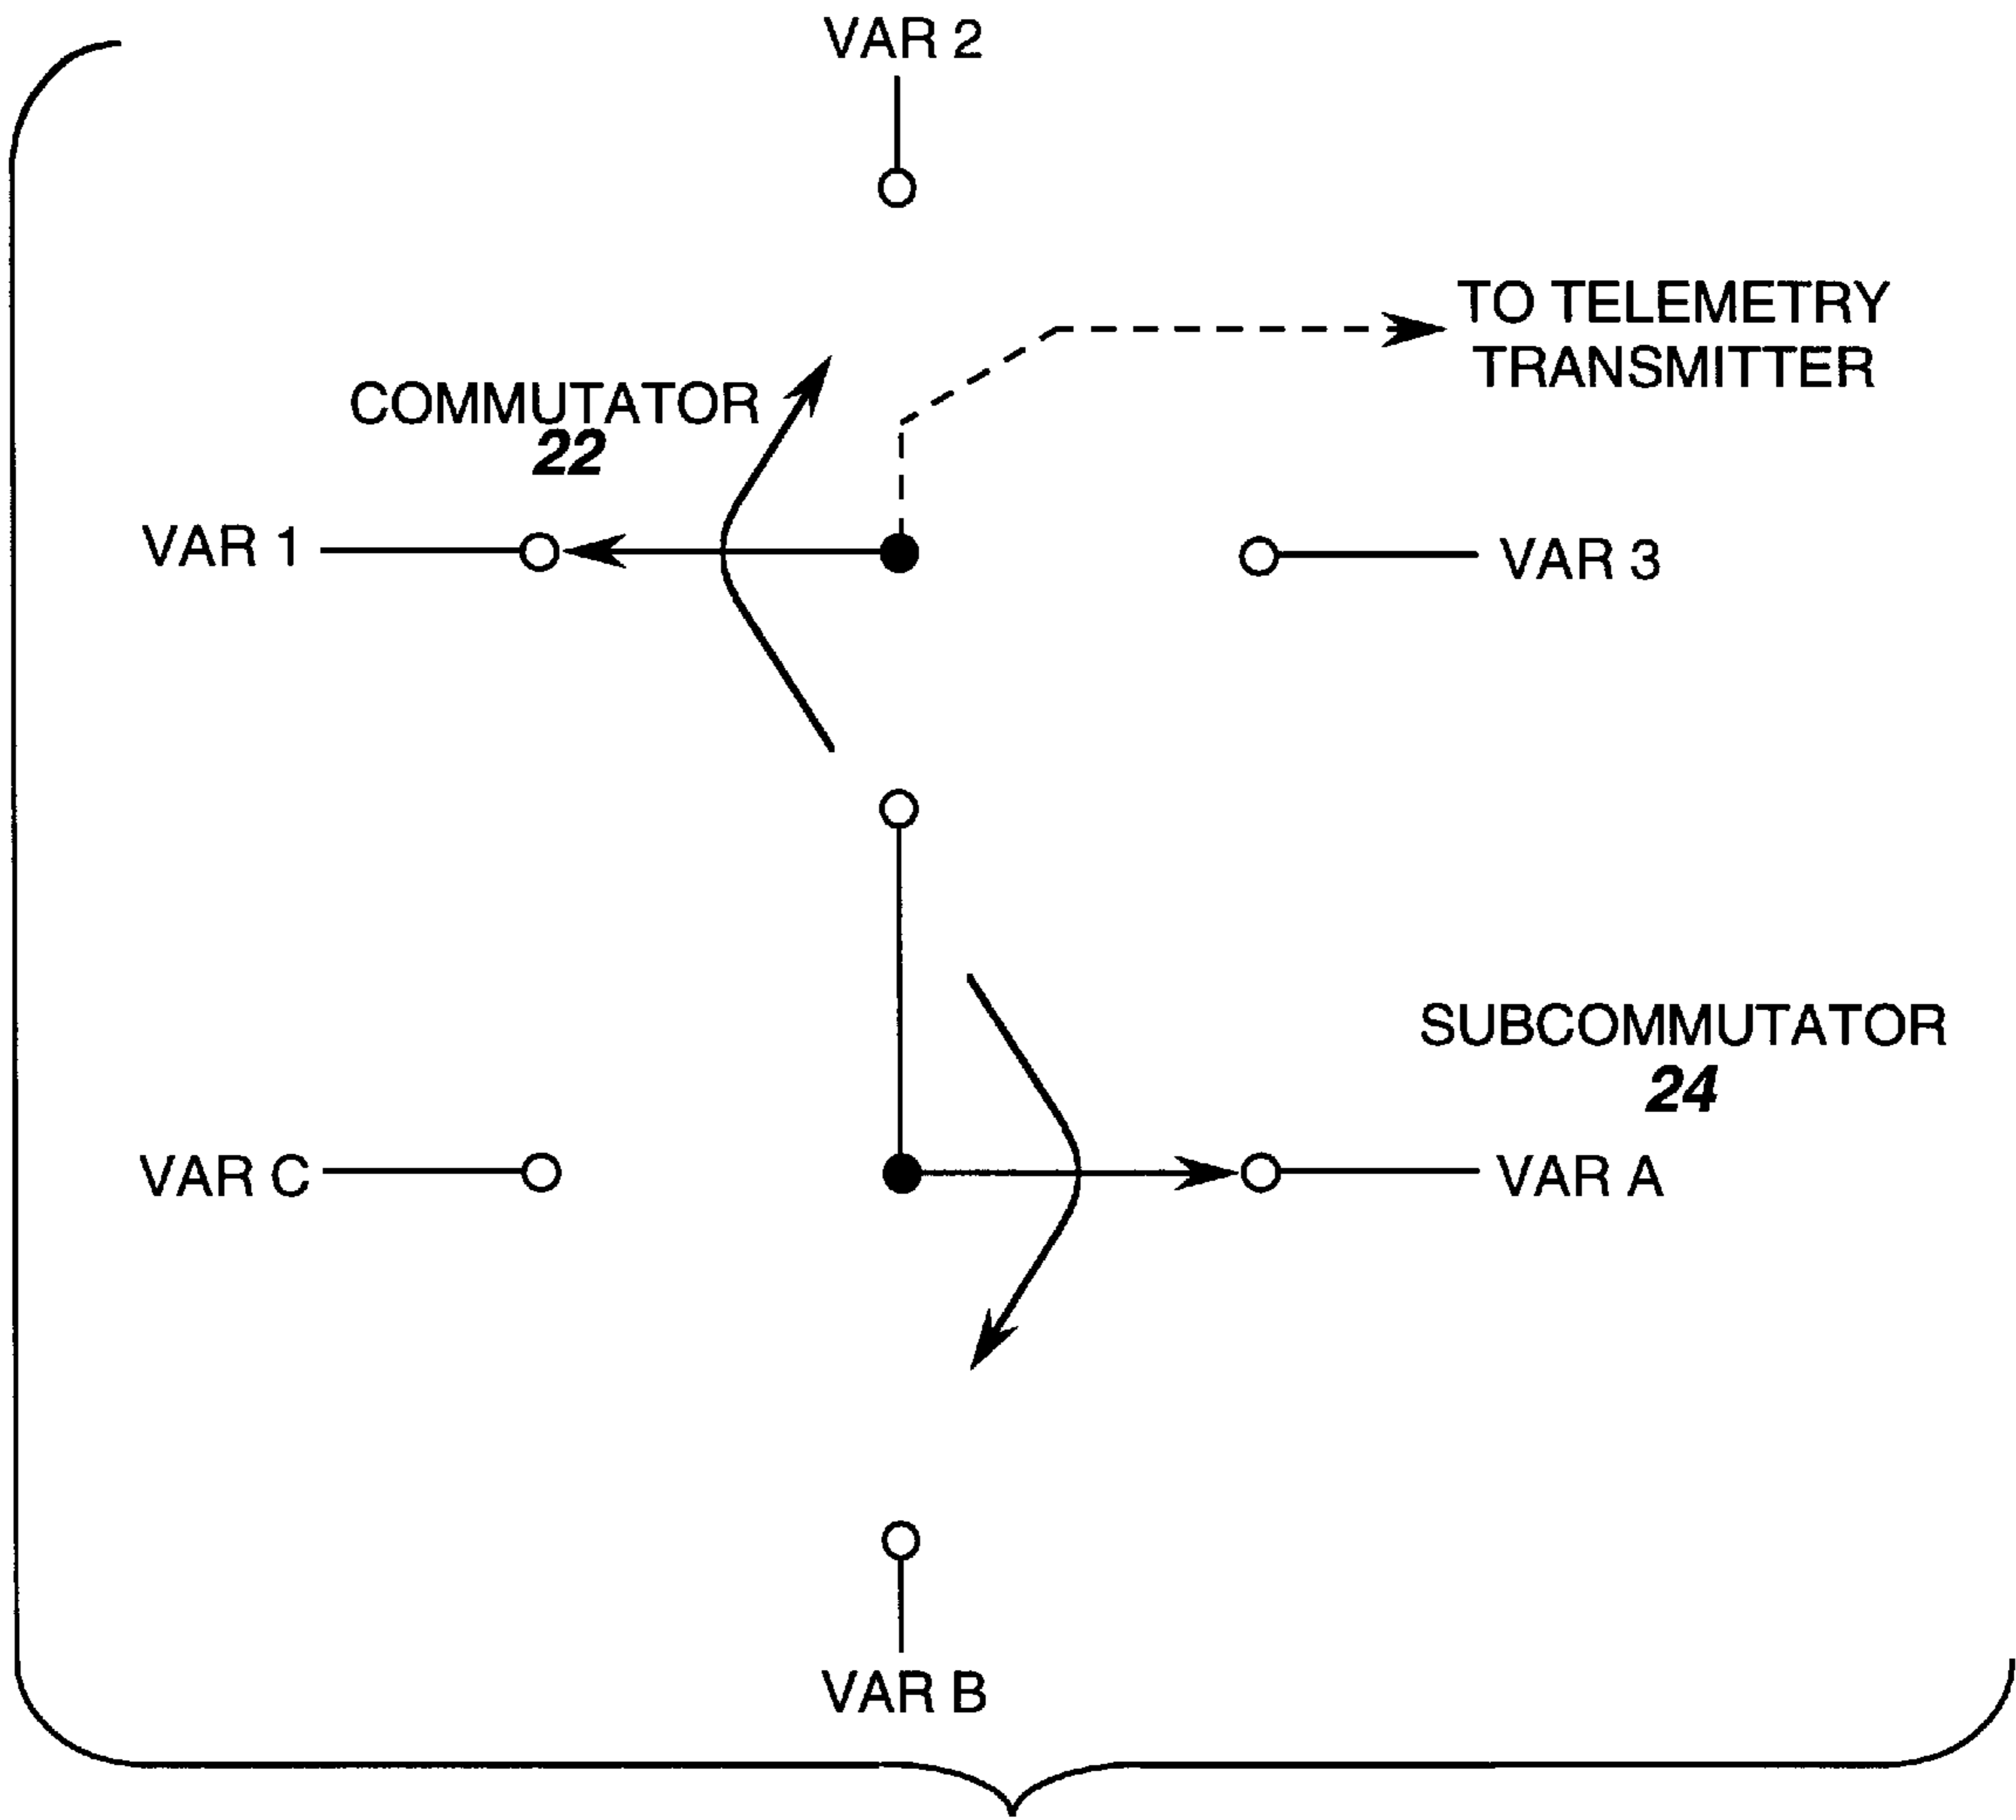 VAR 2
TO TELEMETRY
TRANSMITTER
COMMUTATOR
22
VAR 1
VAR 3
SUBCOMMUTATOR
24
VAR C
VAR A
VAR B